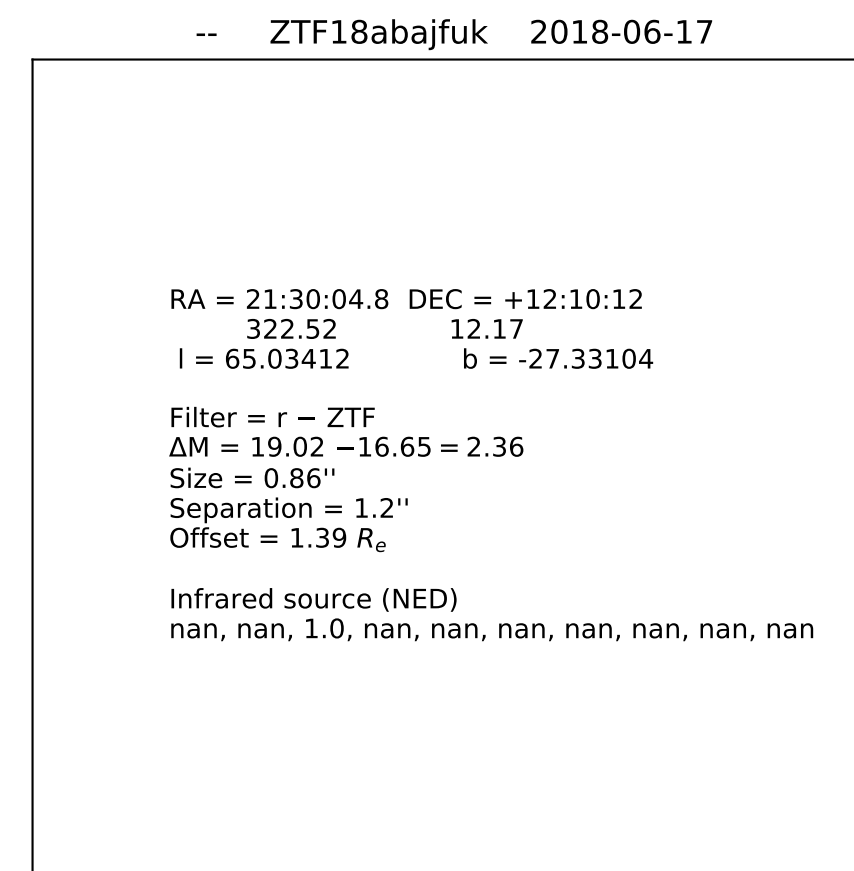 -- ZTF18abajfuk 2018-06-17
RA = 21:30:04.8 DEC = +12:10:12
322.52 12.17
l = 65.03412 b = -27.33104
Filter = r − ZTF
ΔM = 19.02 −16.65 = 2.36
Size = 0.86''
Separation = 1.2''
Offset = 1.39 Re
Infrared source (NED)
nan, nan, 1.0, nan, nan, nan, nan, nan, nan, nan